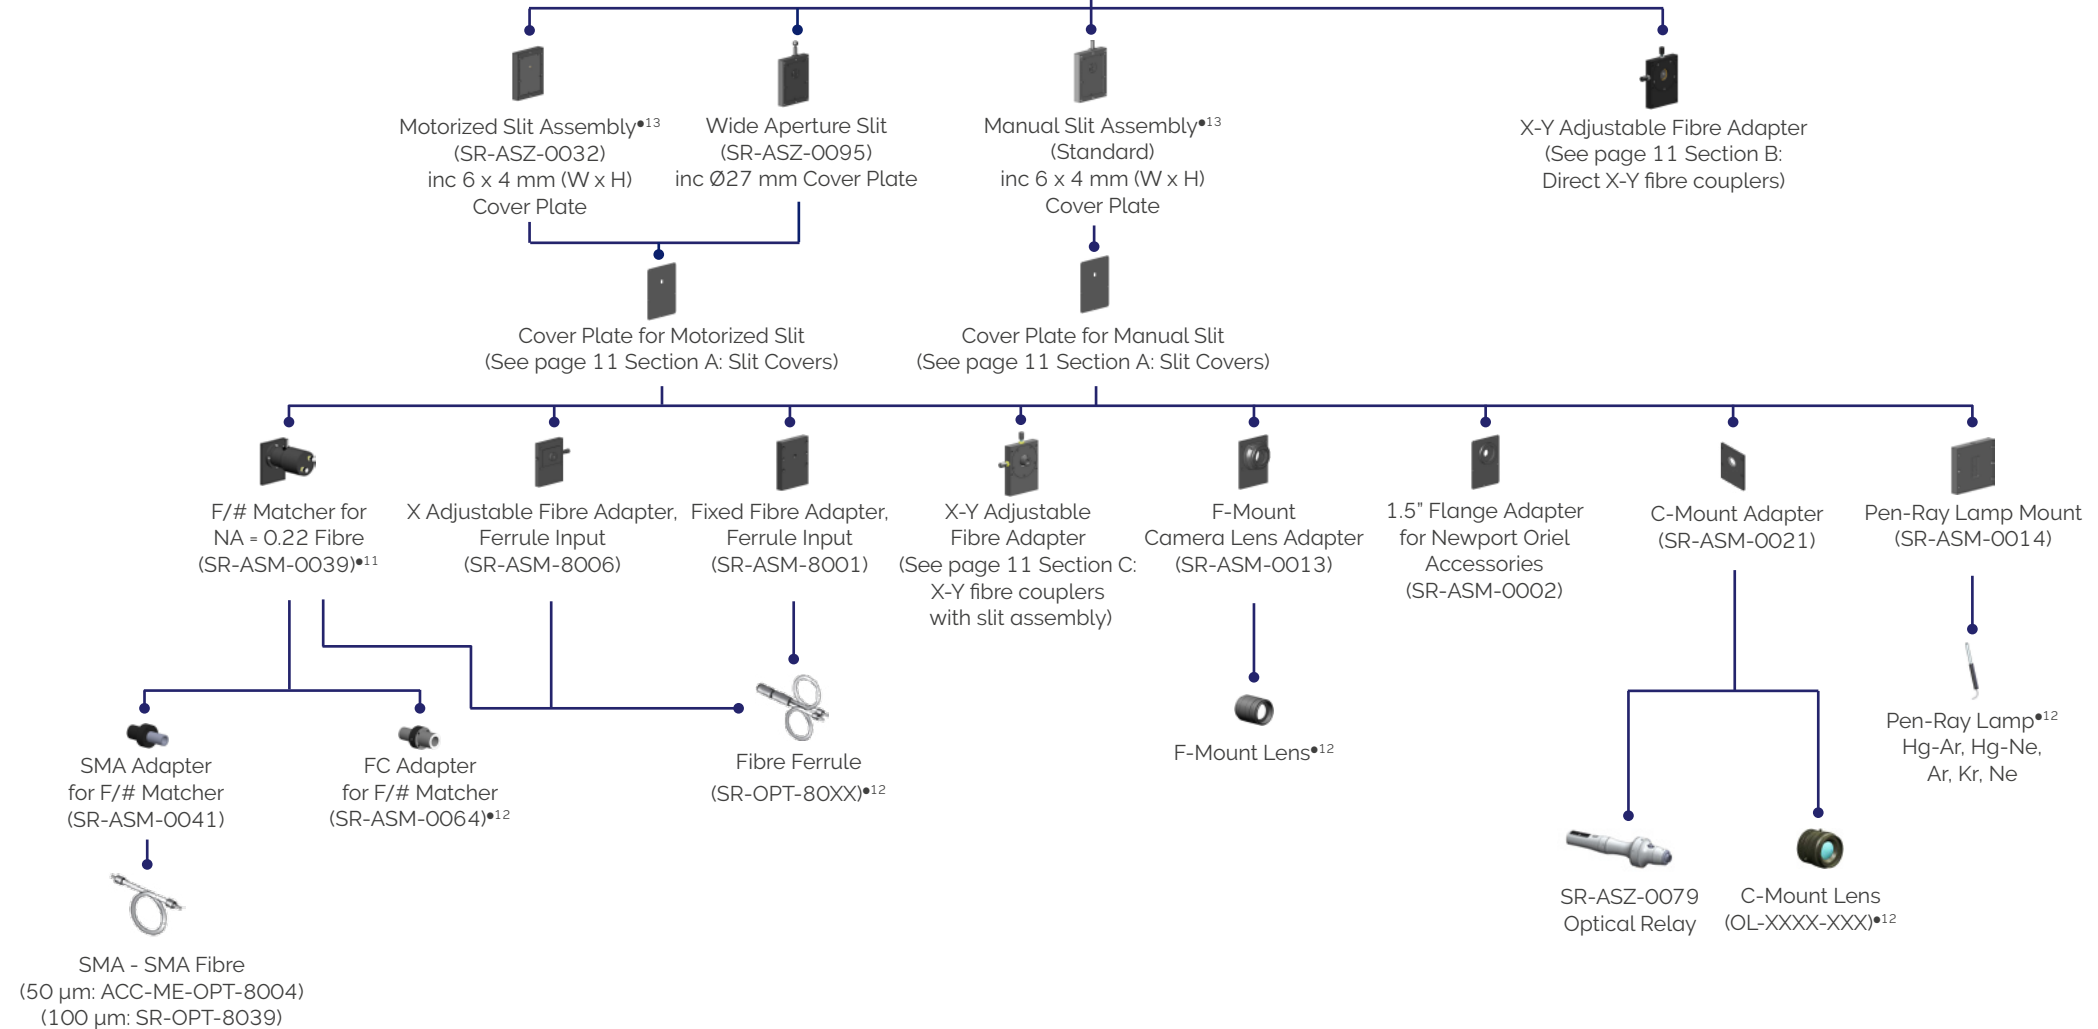 Motorized Slit Assembly●13
(SR-ASZ-0032)
inc 6 x 4 mm (W x H)
Cover Plate
Wide Aperture Slit
(SR-ASZ-0095)
inc Ø27 mm Cover Plate
Manual Slit Assembly●13
(Standard)
inc 6 x 4 mm (W x H)
Cover Plate
X-Y Adjustable Fibre Adapter
(See page 11 Section B:
Direct X-Y fibre couplers)
Cover Plate for Motorized Slit
(See page 11 Section A: Slit Covers)
Cover Plate for Manual Slit
(See page 11 Section A: Slit Covers)
F/# Matcher for
NA = 0.22 Fibre
(SR-ASM-0039)●11
X Adjustable Fibre Adapter,
Ferrule Input
(SR-ASM-8006)
Fixed Fibre Adapter,
Ferrule Input
(SR-ASM-8001)
X-Y Adjustable
Fibre Adapter
(See page 11 Section C:
X-Y fibre couplers
with slit assembly)
F-Mount
Camera Lens Adapter
(SR-ASM-0013)
1.5” Flange Adapter
for Newport Oriel
Accessories
(SR-ASM-0002)
C-Mount Adapter
(SR-ASM-0021)
Pen-Ray Lamp Mount
(SR-ASM-0014)
SMA Adapter
for F/# Matcher
(SR-ASM-0041)
FC Adapter
for F/# Matcher
(SR-ASM-0064)●12
Fibre Ferrule
(SR-OPT-80XX)●12
F-Mount Lens●12
Pen-Ray Lamp●12
Hg-Ar, Hg-Ne,
Ar, Kr, Ne
SR-ASZ-0079
Optical Relay
C-Mount Lens
(OL-XXXX-XXX)●12
SMA - SMA Fibre
(50 µm: ACC-ME-OPT-8004)
(100 µm: SR-OPT-8039)